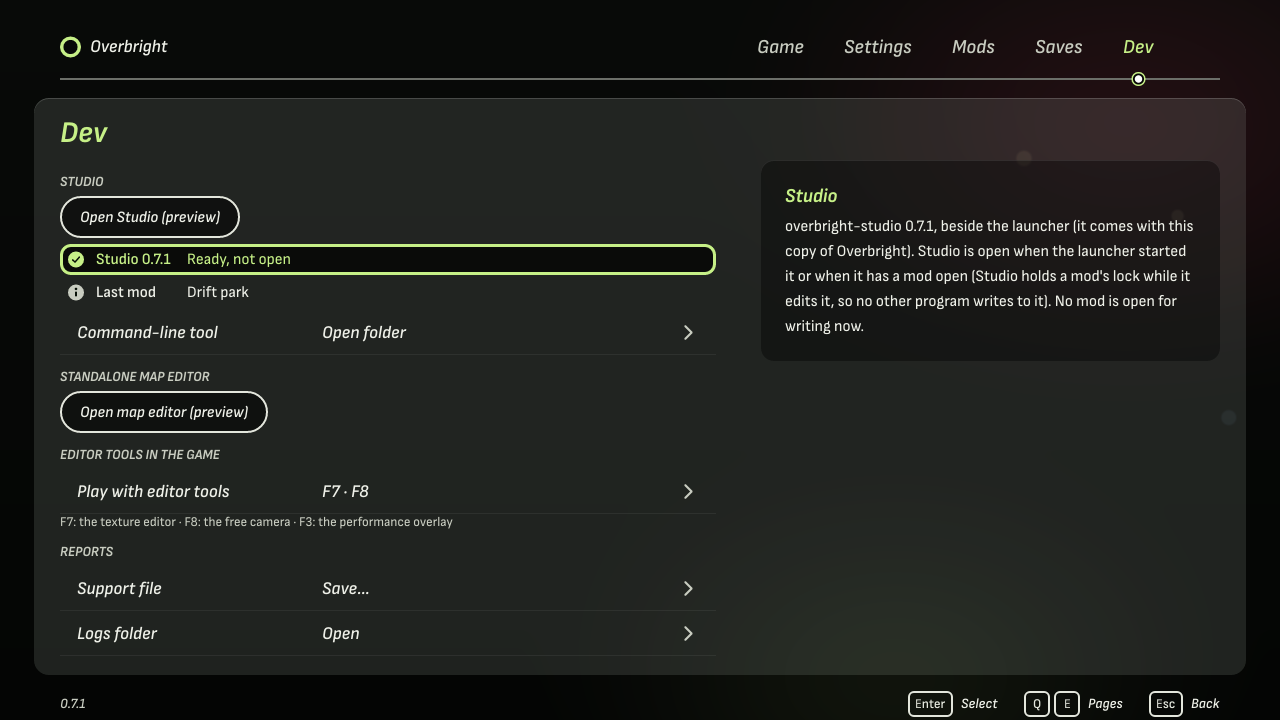 Overbright
Game
Settings
Mods
Saves
Dev
Dev
STUDIO
Open Studio (preview)
Studio 0.7.1 Ready, not open
Last mod Drift park
Command-line tool Open folder
STANDALONE MAP EDITOR
Open map editor (preview)
EDITOR TOOLS IN THE GAME
Play with editor tools F7 · F8
F7: the texture editor · F8: the free camera · F3: the performance overlay
REPORTS
Support file Save...
Logs folder Open
Studio
overbright-studio 0.7.1, beside the launcher (it comes with this
copy of Overbright). Studio is open when the launcher started
it or when it has a mod open (Studio holds a mod's lock while it
edits it, so no other program writes to it). No mod is open for
writing now.
0.7.1
Enter Select
Q E Pages
Esc Back